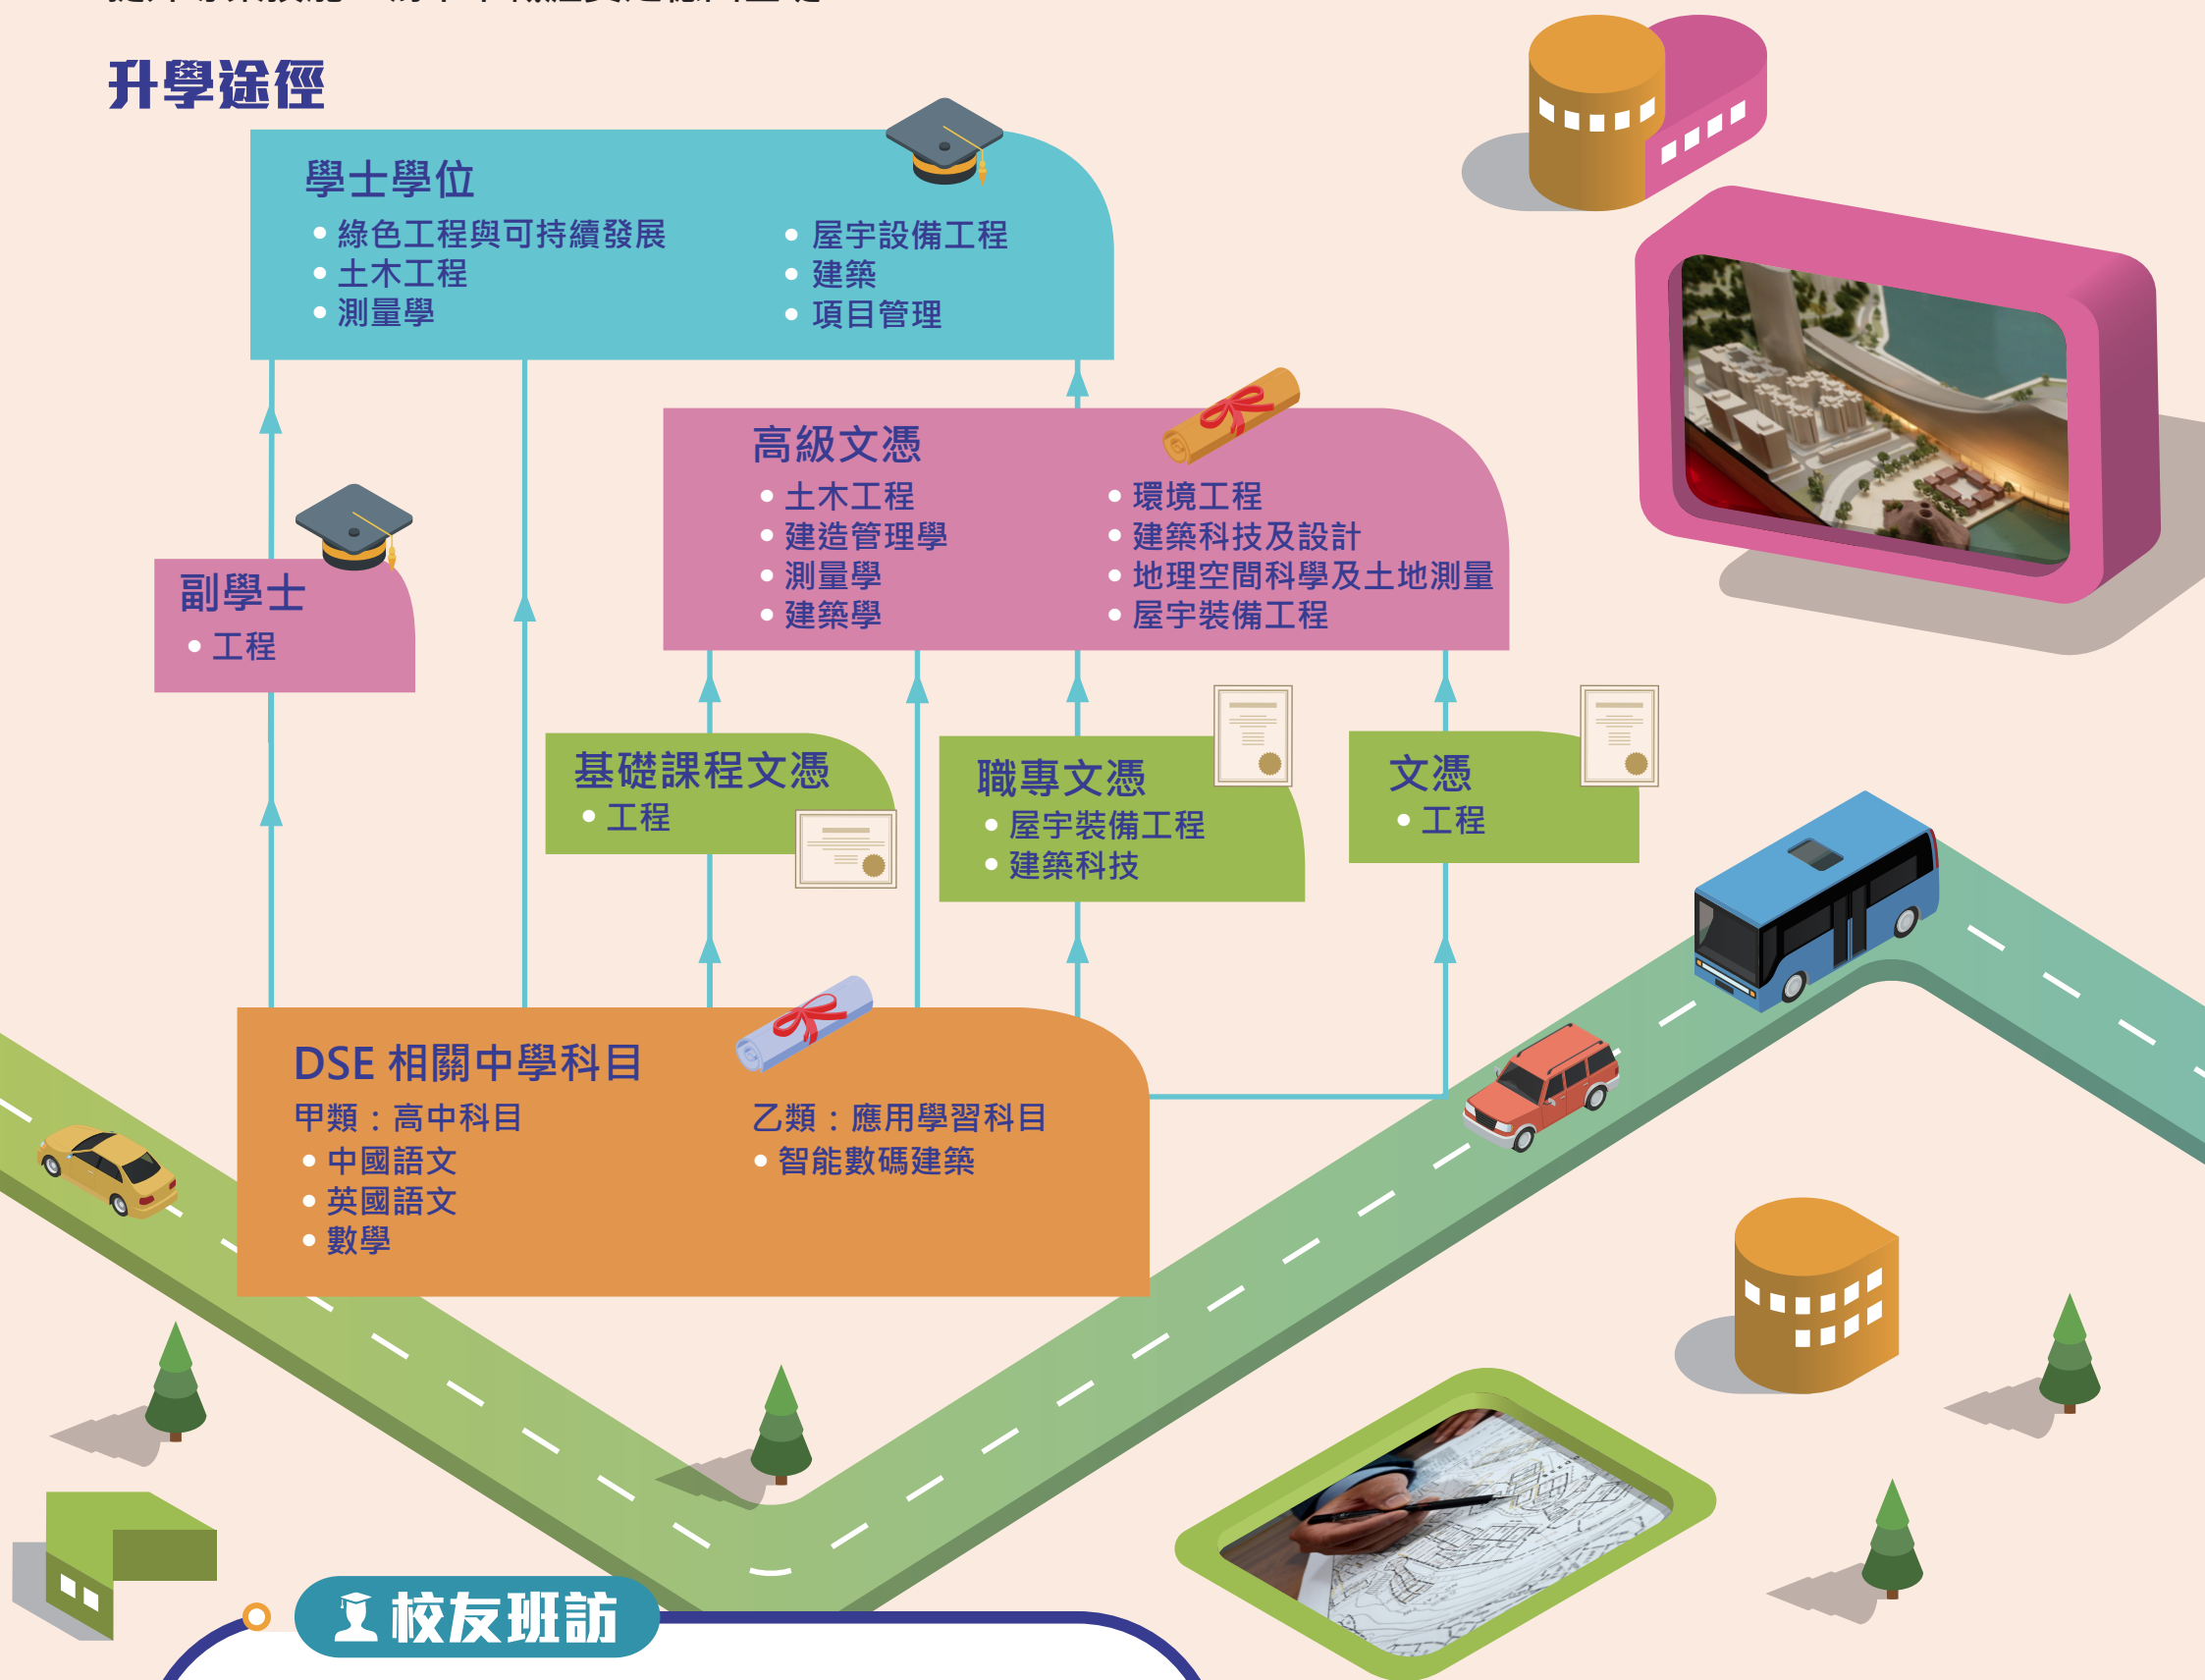 升學途徑
學士學位
綠色工程與可持續發展
土木工程
測量學
屋宇設備工程
建築
項目管理
高級文憑
土木工程
建造管理學
測量學
建築學
環境工程
建築科技及設計
地理空間科學及土地測量
屋宇裝備工程
副學士
工程
基礎課程文憑
工程
職專文憑
屋宇裝備工程
建築科技
文憑
工程
DSE 相關中學科目
甲類：高中科目
中國語文
英國語文
數學
乙類：應用學習科目
智能數碼建築
校友班訪